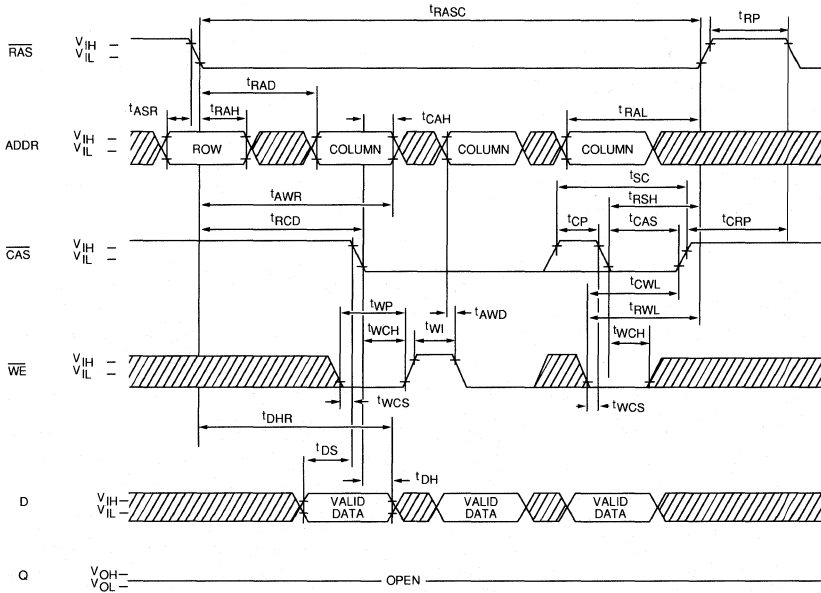 tRASC
tRP
RAS
VIH
VIL
tRAD
tASR
tRAH
tCAH
tRAL
ADDR
VIH
VIL
ROW
COLUMN
COLUMN
COLUMN
tSC
tAWR
tRSH
tRCD
tCP
tCAS
tCRP
CAS
VIH
VIL
tCWL
tWP
tAWD
tRWL
tWCH
tWI
tWCH
WE
VIH
VIL
tWCS
tWCS
tDHR
tDS
tDH
D
VIH
VIL
VALID
DATA
VALID
DATA
VALID
DATA
Q
VOH
VOL
OPEN